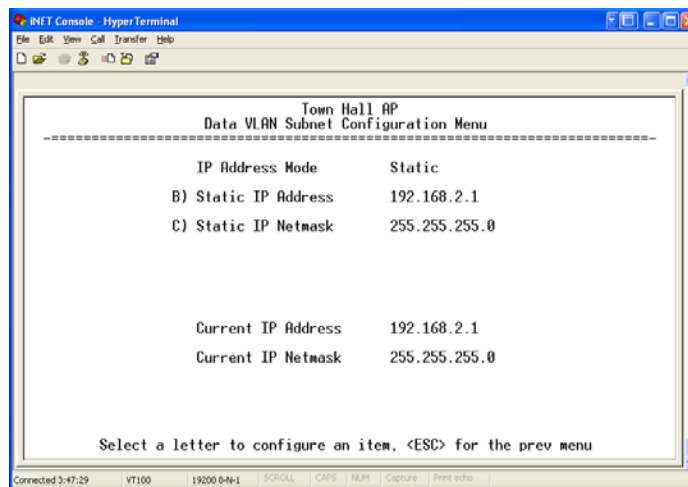 iNET Console - HyperTerminal
File Edit View Call Transfer Help
Town Hall AP
Data VLAN Subnet Configuration Menu
-==========================================================================-
IP Address Mode Static
B) Static IP Address 192.168.2.1
C) Static IP Netmask 255.255.255.0
Current IP Address 192.168.2.1
Current IP Netmask 255.255.255.0
Select a letter to configure an item, <ESC> for the prev menu
Connected 3:47:29 VT100 19200 8-N-1 SCROLL CAPS NUM Capture Print echo